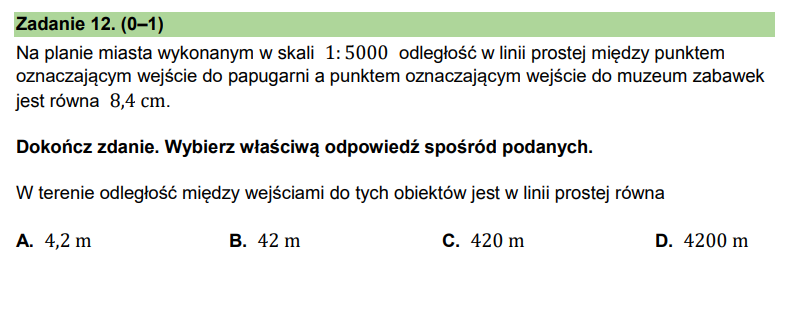 Zadanie 12. (0–1)
Na planie miasta wykonanym w skali 1:5000 odległość w linii prostej między punktem
oznaczającym wejście do papugarni a punktem oznaczającym wejście do muzeum zabawek
jest równa 8,4 cm.
Dokończ zdanie. Wybierz właściwą odpowiedź spośród podanych.
W terenie odległość między wejściami do tych obiektów jest w linii prostej równa
A. 4,2 m B. 42 m C. 420 m D. 4200 m